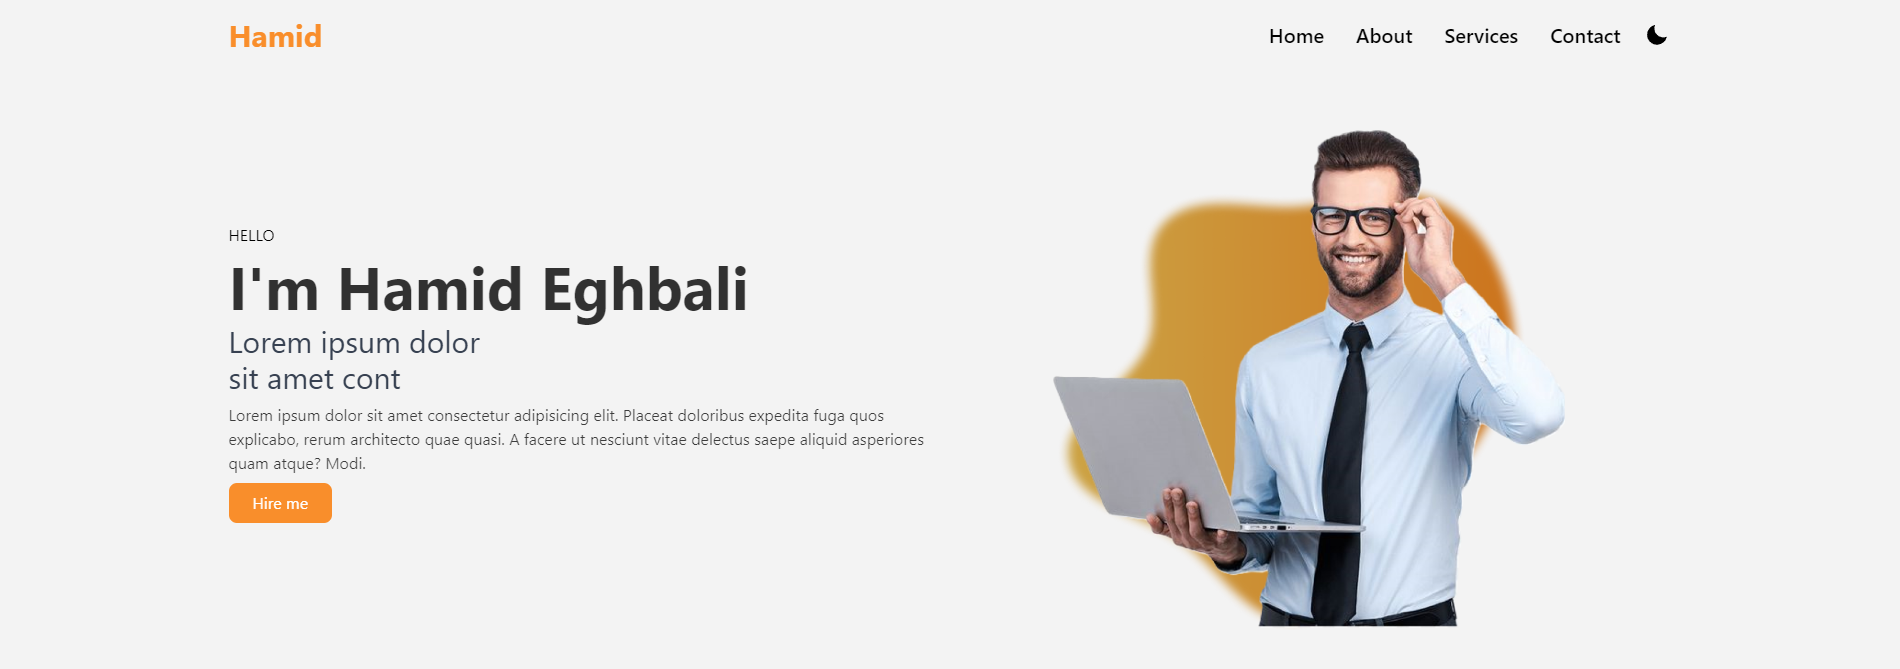 Hamid
Home About Services Contact
HELLO
I'm Hamid Eghbali
Lorem ipsum dolor
sit amet cont
Lorem ipsum dolor sit amet consectetur adipisicing elit. Placeat doloribus expedita fuga quos
explicabo, rerum architecto quae quasi. A facere ut nesciunt vitae delectus saepe aliquid asperiores
quam atque? Modi.
Hire me